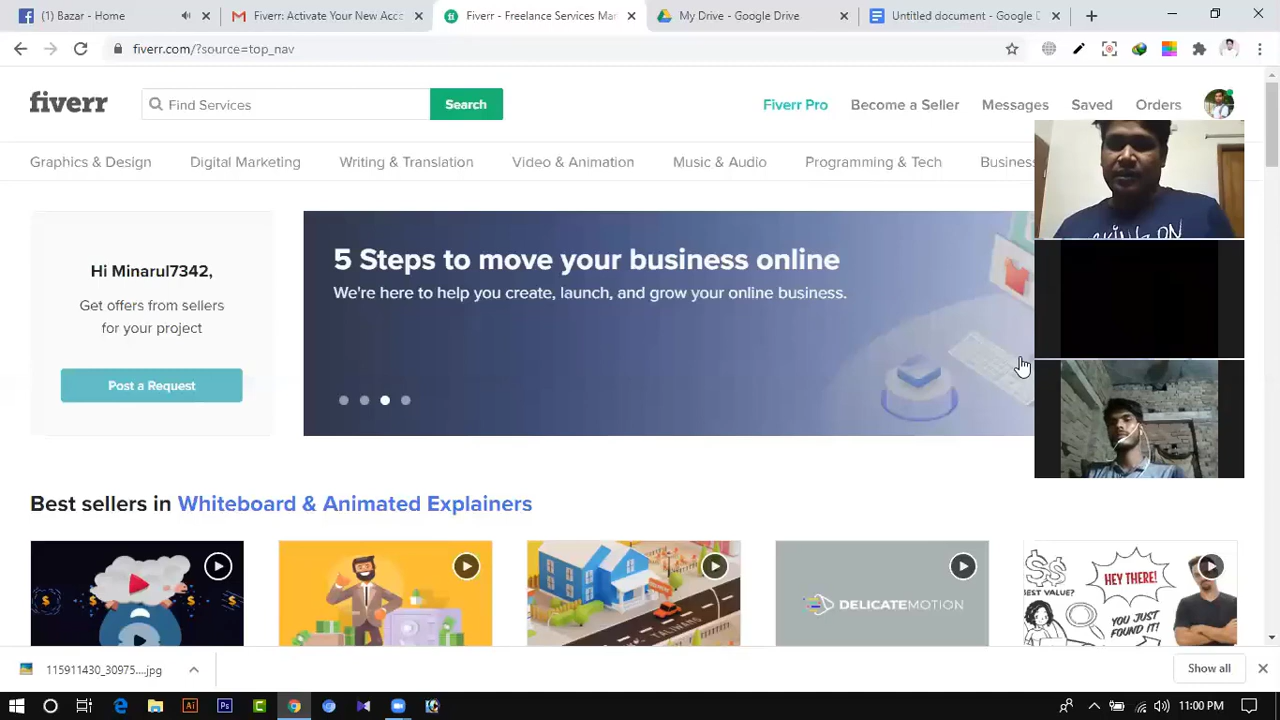 (1) Bazar - Home
Fiverr: Activate Your New Acco
Fiverr - Freelance Services Mar
My Drive - Google Drive
Untitled document - Google D
fiverr.com/?source=top_nav
fiverr
Find Services
Search
Fiverr Pro
Become a Seller
Messages
Saved
Orders
Graphics & Design
Digital Marketing
Writing & Translation
Video & Animation
Music & Audio
Programming & Tech
Business
Hi Minarul7342,
Get offers from sellers
for your project
Post a Request
5 Steps to move your business online
We're here to help you create, launch, and grow your online business.
Best sellers in Whiteboard & Animated Explainers
TAIWANG
DELICATEMOTION
BEST VALUE?
HEY THERE!
YOU JUST
FOUND IT!
115911430_30975....jpg
Show all
11:00 PM